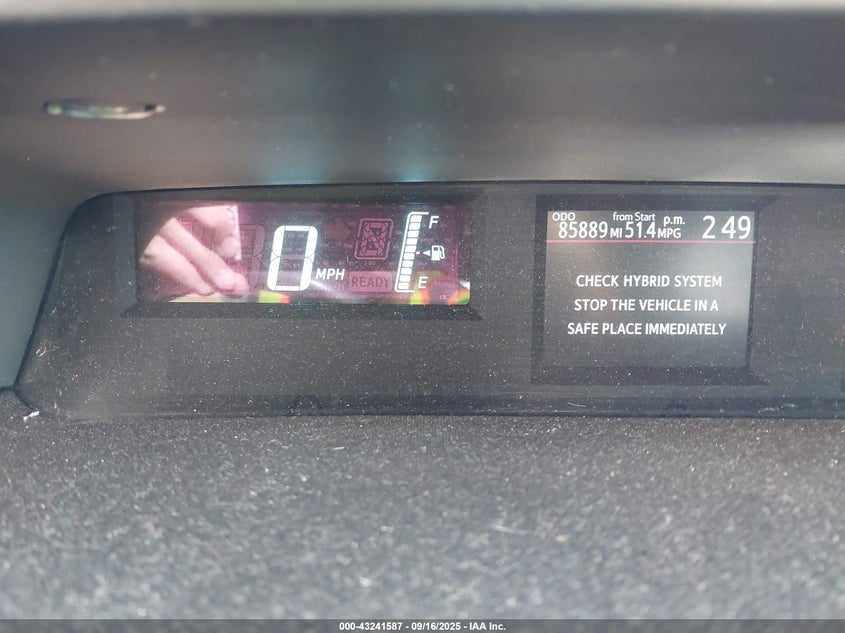 0 MPH
READY
F
E
ODO from Start p.m.
85889 MI 51.4 MPG 2 49
CHECK HYBRID SYSTEM
STOP THE VEHICLE IN A
SAFE PLACE IMMEDIATELY
000-43241587 - 09/16/2025 - IAA Inc.